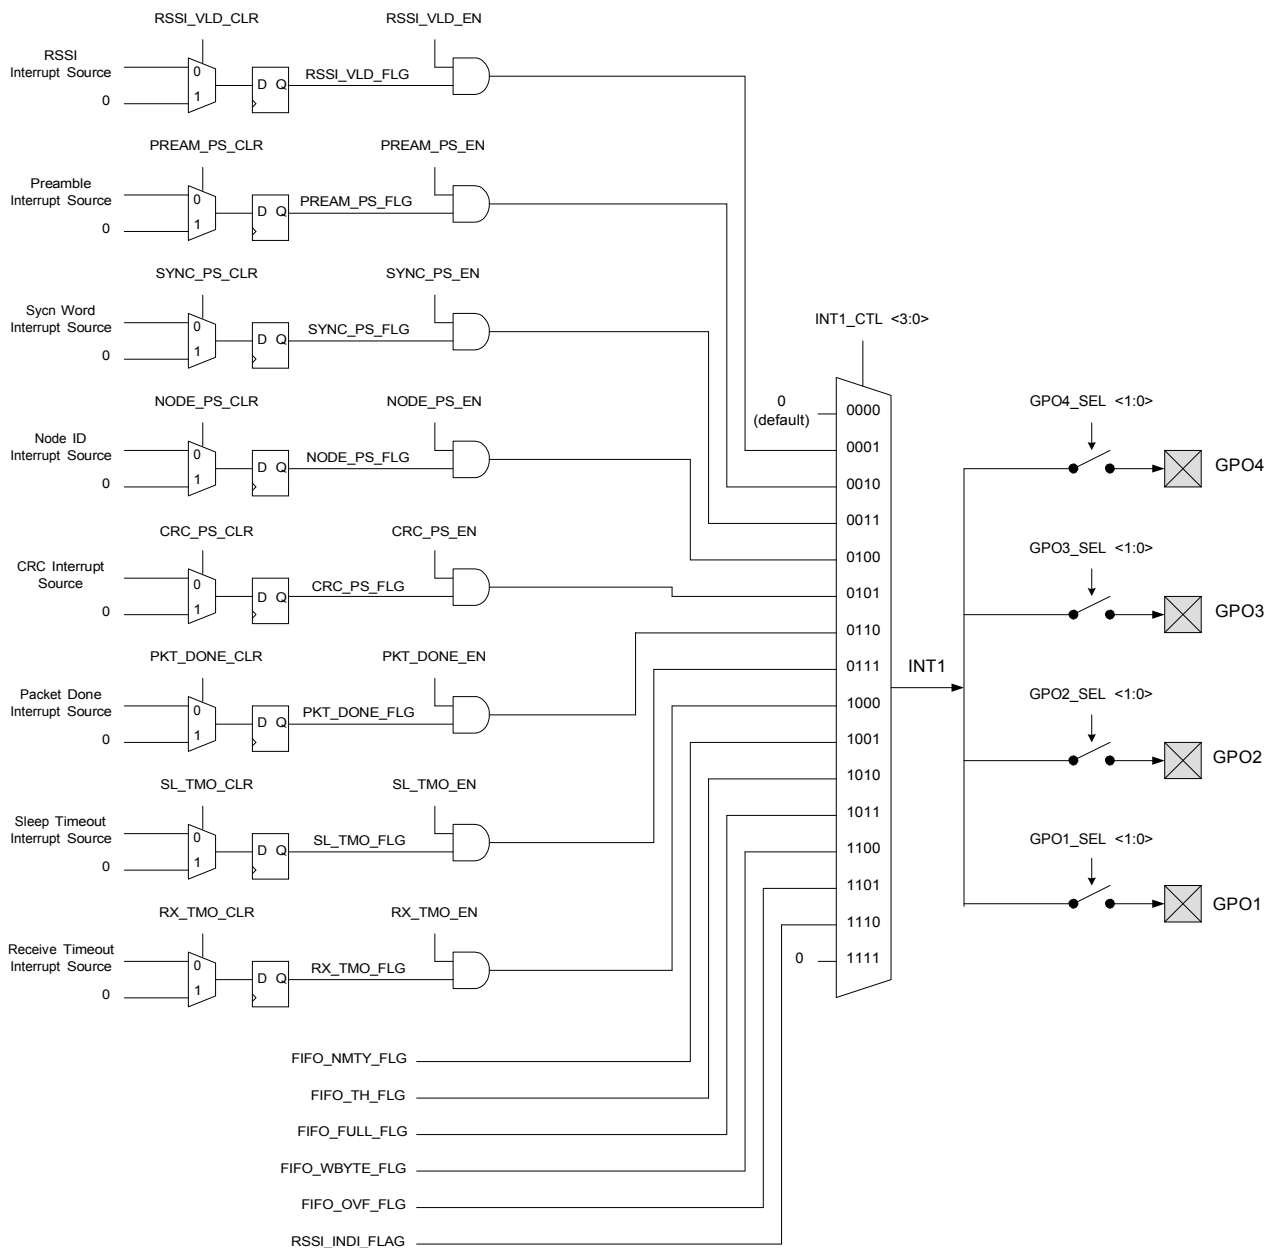 RSSI_VLD_CLR
RSSI_VLD_EN
RSSI
Interrupt Source
0
0
1
D Q
RSSI_VLD_FLG
PREAM_PS_CLR
PREAM_PS_EN
Preamble
Interrupt Source
0
0
1
D Q
PREAM_PS_FLG
SYNC_PS_CLR
SYNC_PS_EN
Sycn Word
Interrupt Source
0
0
1
D Q
SYNC_PS_FLG
NODE_PS_CLR
NODE_PS_EN
Node ID
Interrupt Source
0
0
1
D Q
NODE_PS_FLG
CRC_PS_CLR
CRC_PS_EN
CRC Interrupt
Source
0
0
1
D Q
CRC_PS_FLG
PKT_DONE_CLR
PKT_DONE_EN
Packet Done
Interrupt Source
0
0
1
D Q
PKT_DONE_FLG
SL_TMO_CLR
SL_TMO_EN
Sleep Timeout
Interrupt Source
0
0
1
D Q
SL_TMO_FLG
RX_TMO_CLR
RX_TMO_EN
Receive Timeout
Interrupt Source
0
0
1
D Q
RX_TMO_FLG
FIFO_NMTY_FLG
FIFO_TH_FLG
FIFO_FULL_FLG
FIFO_WBYTE_FLG
FIFO_OVF_FLG
RSSI_INDI_FLAG
INT1_CTL <3:0>
0
(default)
0000
0001
0010
0011
0100
0101
0110
0111
1000
1001
1010
1011
1100
1101
1110
0
1111
INT1
GPO4_SEL <1:0>
GPO4
GPO3_SEL <1:0>
GPO3
GPO2_SEL <1:0>
GPO2
GPO1_SEL <1:0>
GPO1